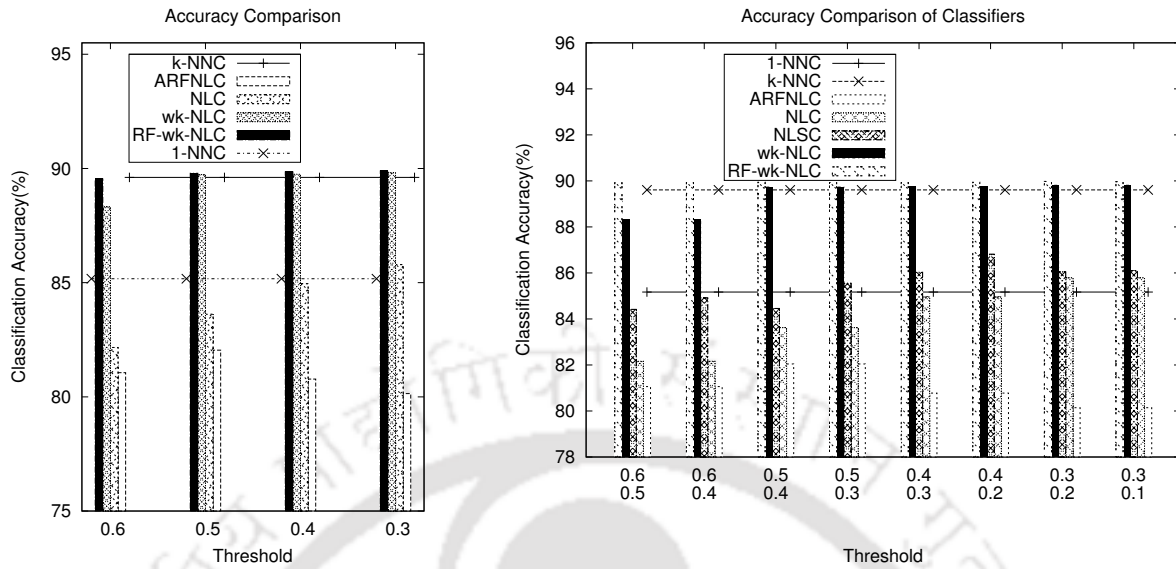 Accuracy Comparison
95
90
85
80
75
Classification Accuracy(%)
k-NNC
ARFNLC
NLC
wk-NLC
RF-wk-NLC
1-NNC
0.6 0.5 0.4 0.3
Threshold
Accuracy Comparison of Classifiers
96
94
92
90
88
86
84
82
80
78
Classification Accuracy(%)
1-NNC
k-NNC
ARFNLC
NLC
NLSC
wk-NLC
RF-wk-NLC
0.6 0.6 0.5 0.5 0.4 0.4 0.3 0.3
0.5 0.4 0.4 0.3 0.3 0.2 0.2 0.1
Threshold